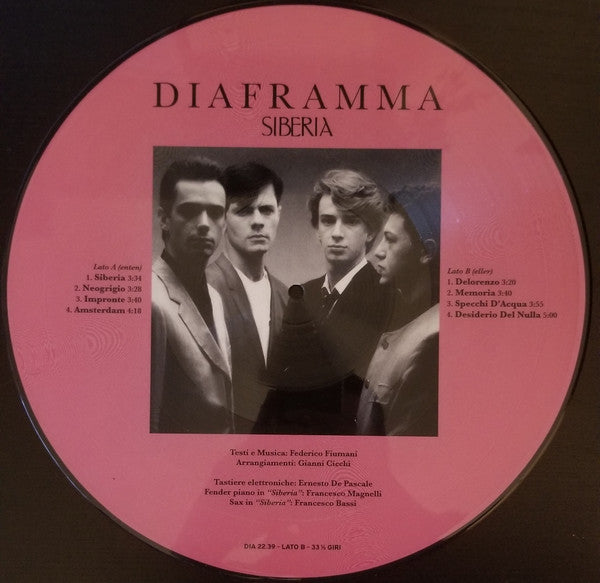 DIAFRAMMA
SIBERIA
Lato A (enten)
1. Siberia 3:34
2. Neogrigio 3:28
3. Impronte 3:40
4. Amsterdam 4:18
Lato B (eller)
1. Delorenzo 3:20
2. Memoria 3:40
3. Specchi D'Acqua 3:55
4. Desiderio Del Nulla 5:00
Testi e Musica: Federico Fiumani
Arrangiamenti: Gianni Cicchi
Tastiere elettroniche: Ernesto De Pascale
Fender piano in "Siberia": Francesco Magnelli
Sax in "Siberia": Francesco Bassi
DIA 22.39 - LATO B - 33 ⅓ GIRI